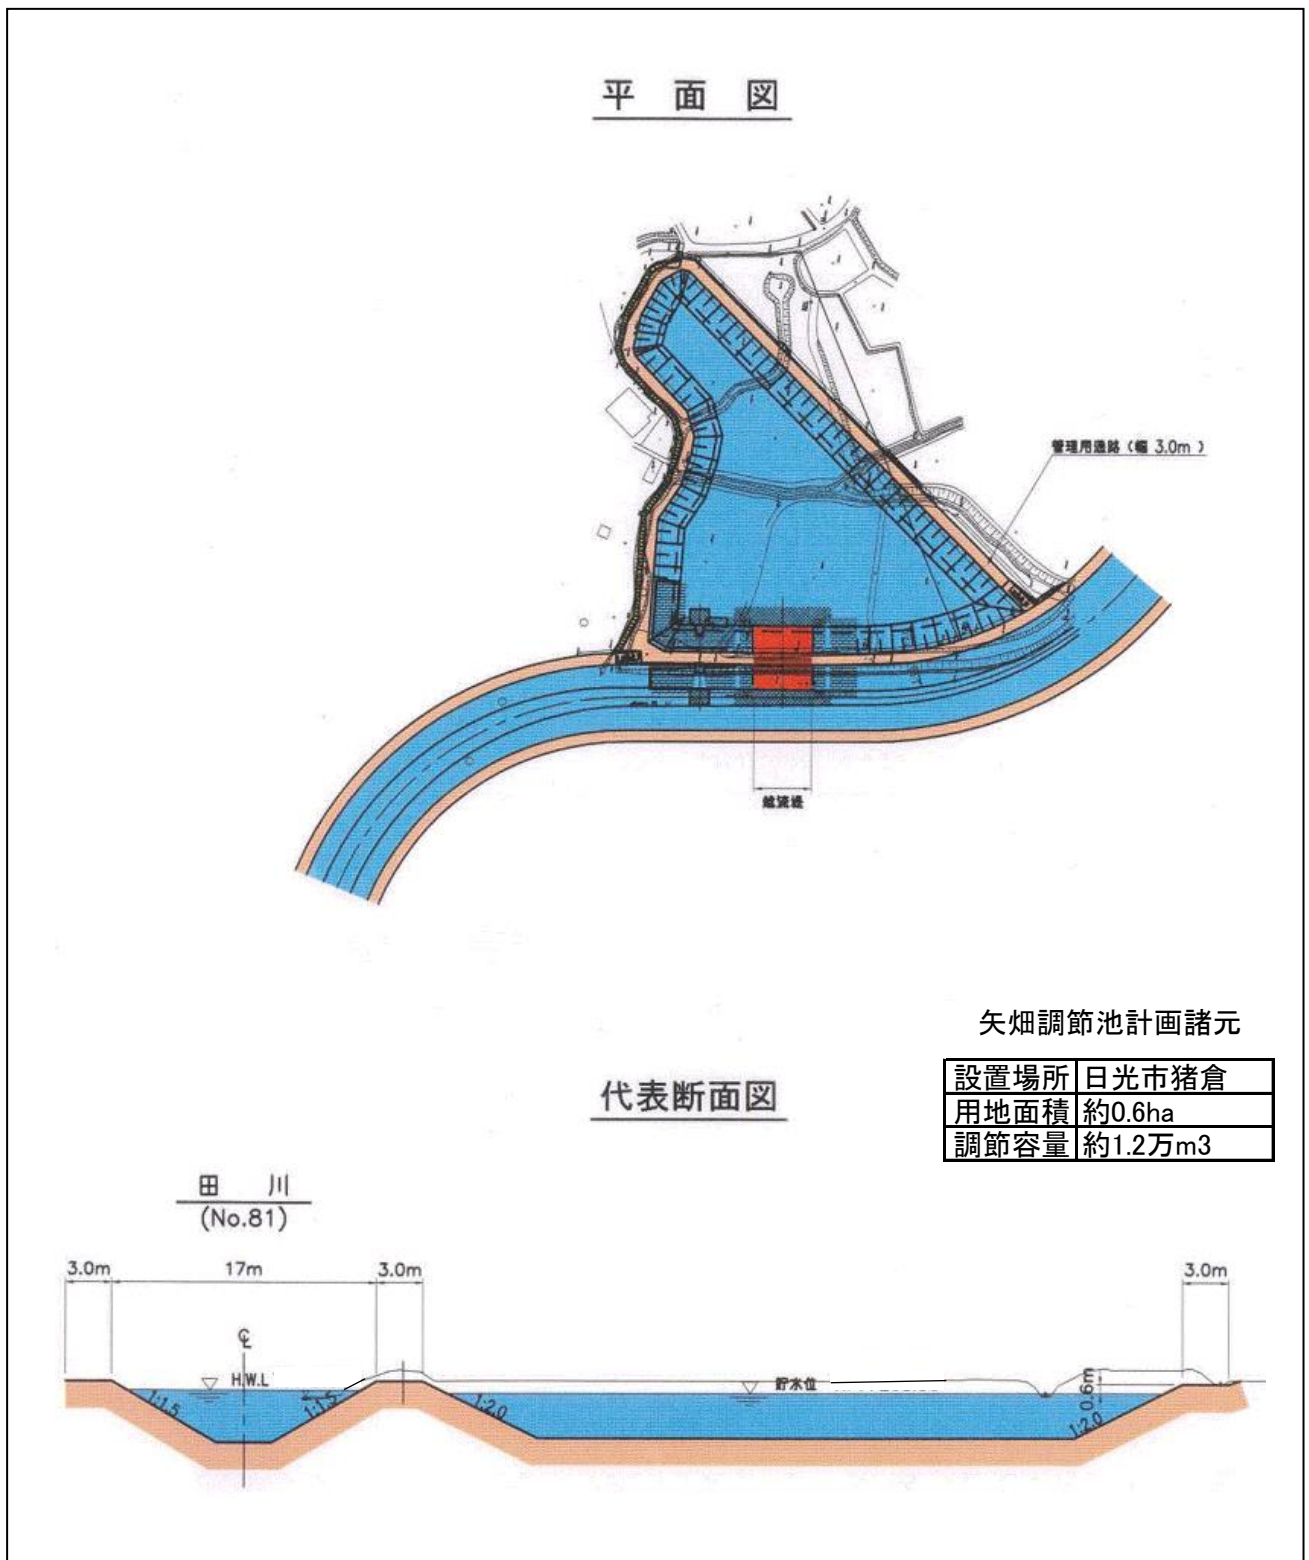 平 面 図
管理用通路（幅 3.0m ）
越流堤
矢畑調節池計画諸元
設置場所 日光市猪倉
用地面積 約0.6ha
調節容量 約1.2万m3
代表断面図
田 川
(No.81)
3.0m 17m 3.0m 3.0m
H.W.L
貯水位
0.6m
1:1.5 1:1.5 1:2.0 1:2.0